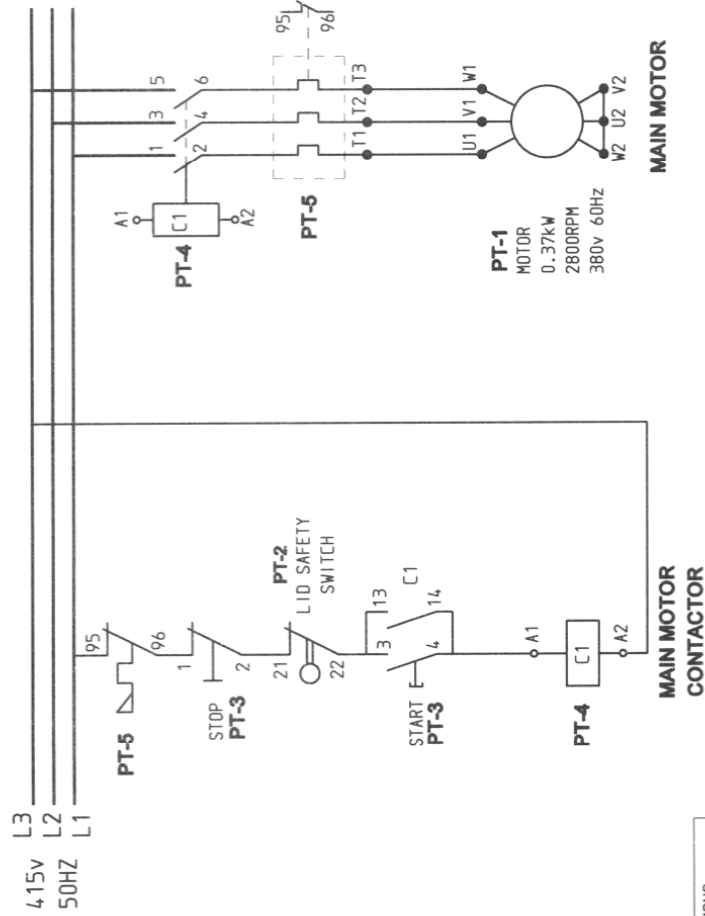 415v L3
L2
50HZ L1
95
96
PT-5
1
2
STOP
PT-3
21
22
PT-2
LID SAFETY
SWITCH
3
4
13
14
C1
START
PT-3
A1
C1
A2
PT-4
MAIN MOTOR
CONTACTOR
A1
C1
A2
PT-4
1
2
3
4
5
6
95
96
PT-5
T1
T2
T3
U1
V1
W1
W2
U2
V2
PT-1
MOTOR
0.37kW
2800RPM
380v 60Hz
MAIN MOTOR